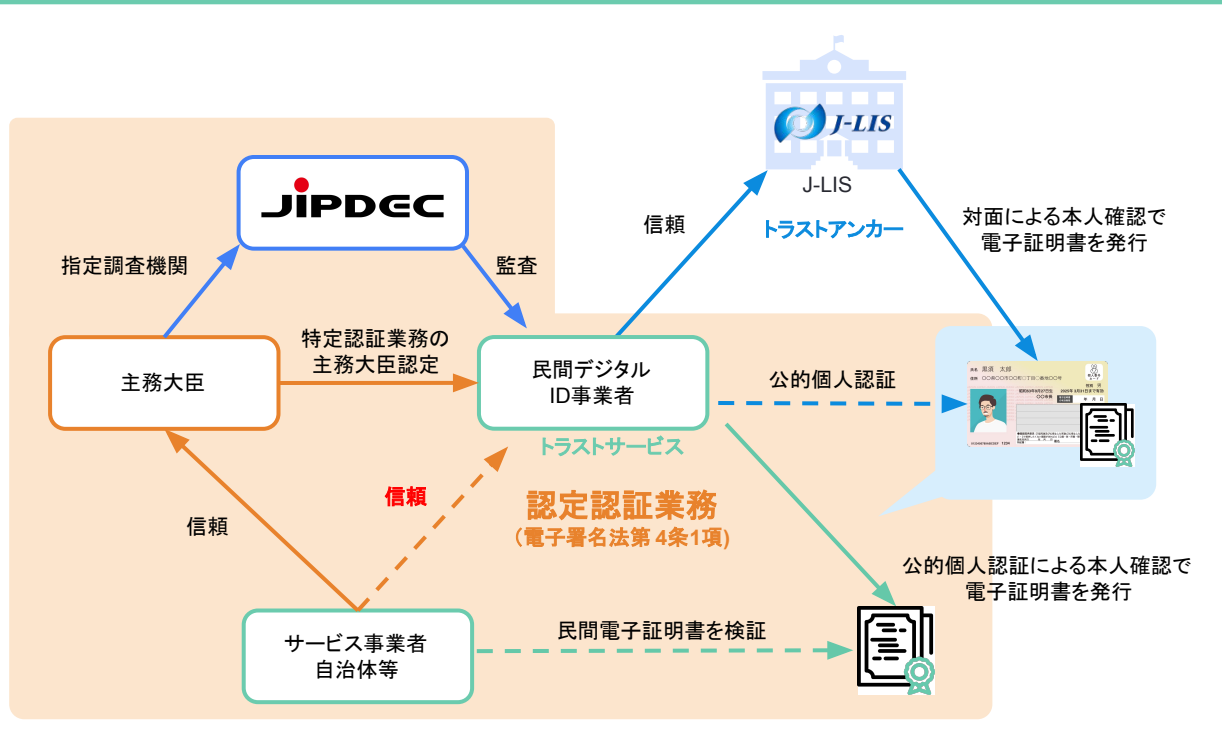 J-LIS
J-LIS
トラストアンカー
JIPDEC
信頼
対面による本人確認で
電子証明書を発行
指定調査機関
監査
特定認証業務の
主務大臣認定
主務大臣
民間デジタル
ID事業者
トラストサービス
公的個人認証
氏名 黒須 太郎
1234
信頼
信頼
認定認証業務
（電子署名法第 4条1項)
公的個人認証による本人確認で
電子証明書を発行
サービス事業者
自治体等
民間電子証明書を検証